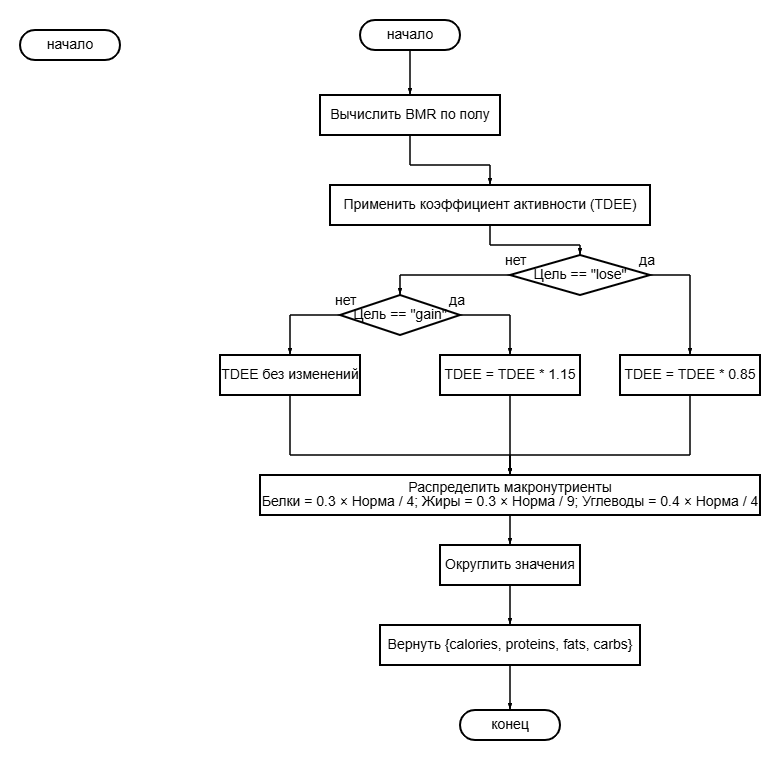 начало
начало
Вычислить BMR по полу
Применить коэффициент активности (TDEE)
нет
Цель == "lose"
да
нет
Цель == "gain"
да
TDEE без изменений
TDEE = TDEE * 1.15
TDEE = TDEE * 0.85
Распределить макронутриенты
Белки = 0.3 × Норма / 4; Жиры = 0.3 × Норма / 9; Углеводы = 0.4 × Норма / 4
Округлить значения
Вернуть {calories, proteins, fats, carbs}
конец